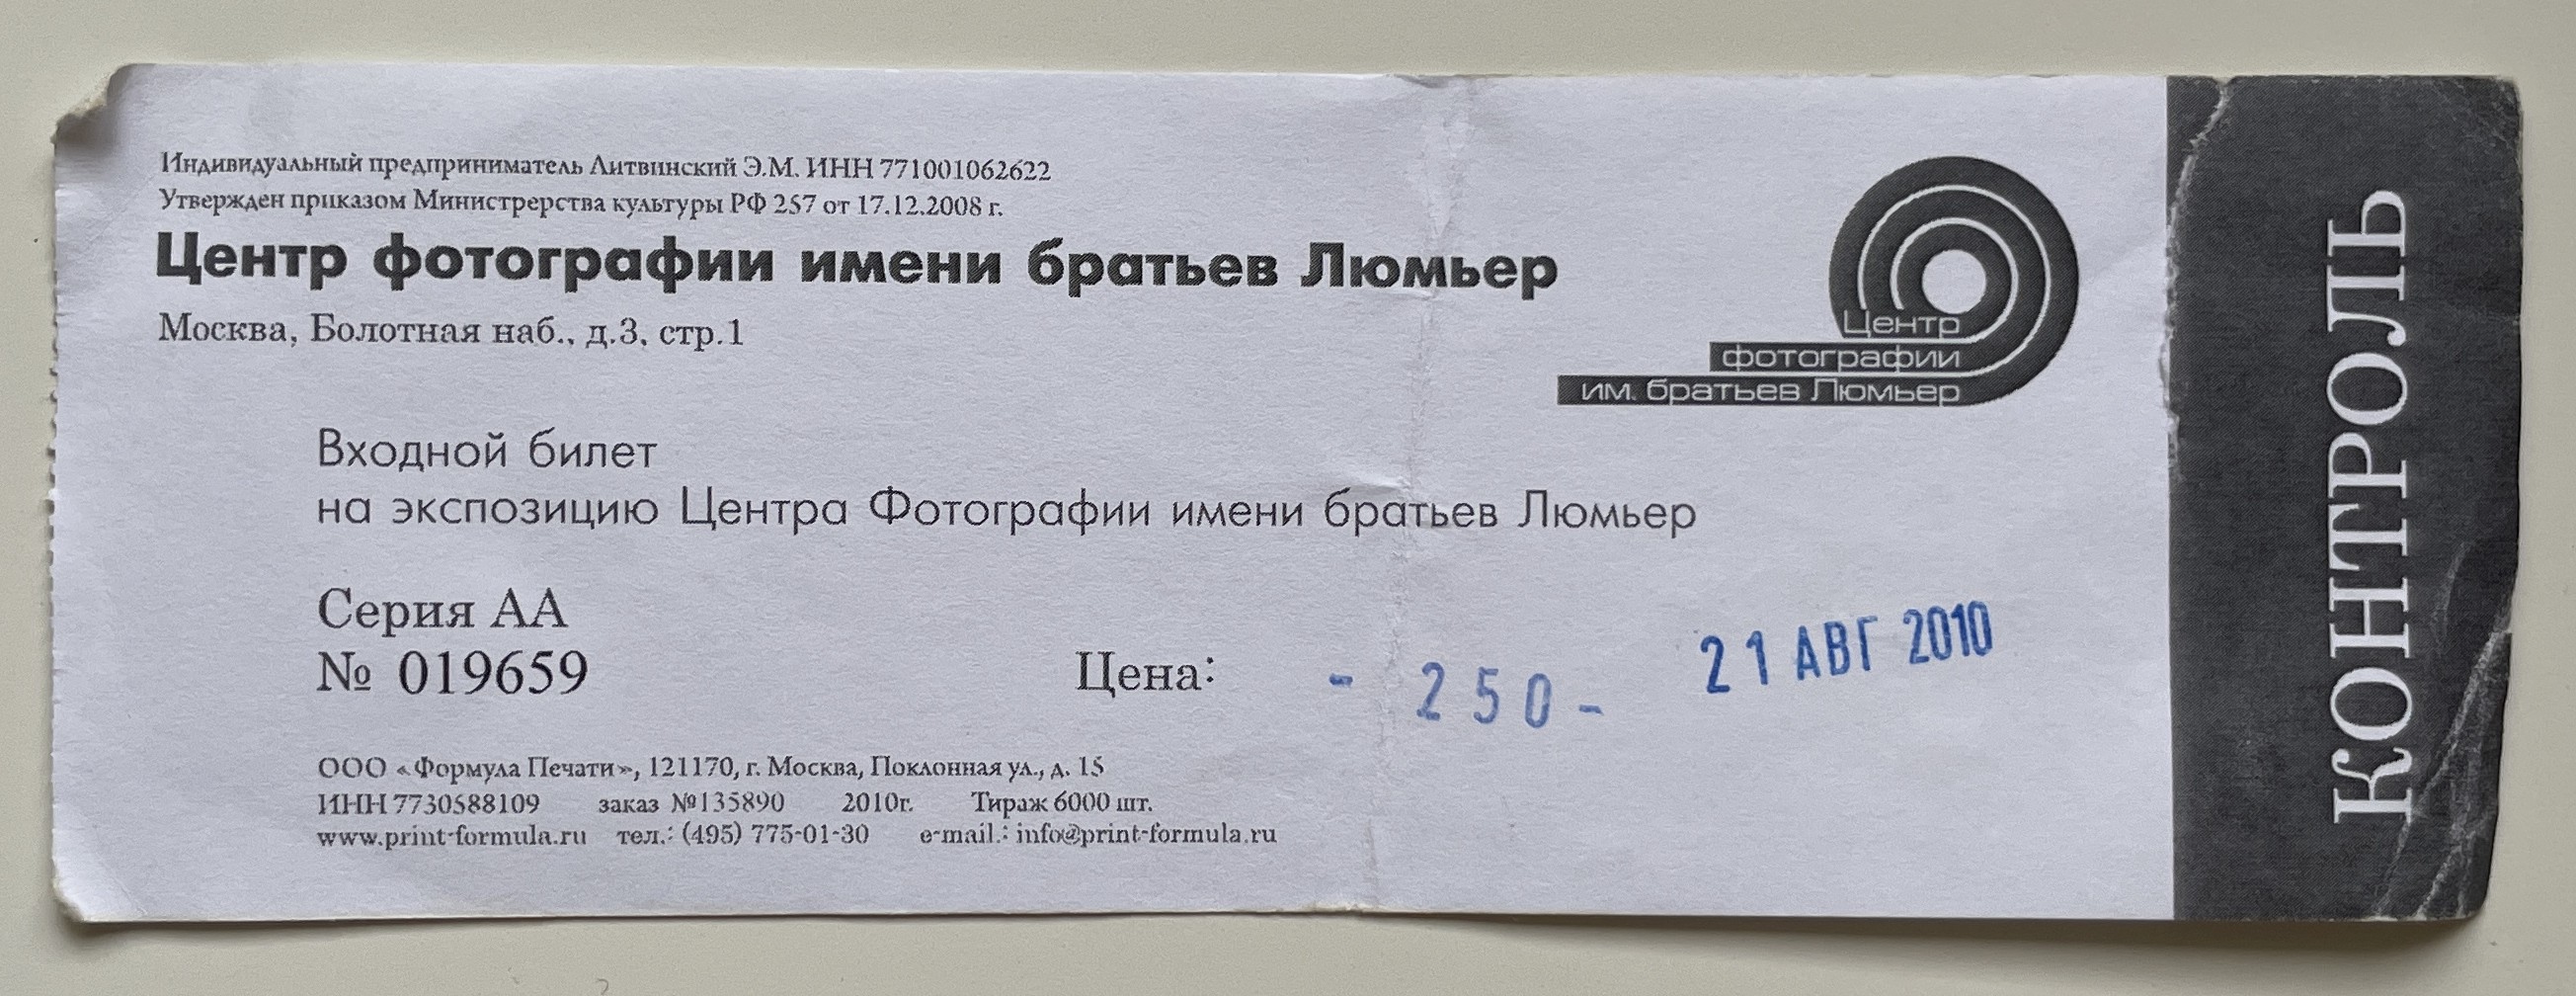 Индивидуальный предприниматель Литвинский Э.М. ИНН 771001062622
Утвержден приказом Министрерства культуры РФ 257 от 17.12.2008 г.
Центр фотографии имени братьев Люмьер
Москва, Болотная наб., д.3, стр.1
Центр
фотографии
им. братьев Люмьер
Входной билет
на экспозицию Центра Фотографии имени братьев Люмьер
Серия АА
№ 019659
Цена: - 250 - 21 АВГ 2010
ООО «Формула Печати», 121170, г. Москва, Поклонная ул., д. 15
ИНН 7730588109 заказ №135890 2010г. Тираж 6000 шт.
www.print-formula.ru тел.: (495) 775-01-30 e-mail.: info@print-formula.ru
КОНТРОЛЬ